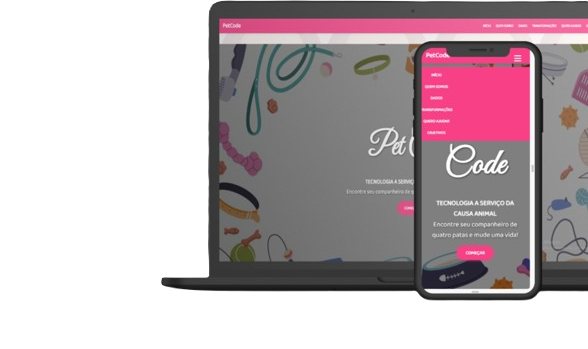 PetCode
INÍCIO QUEM SOMOS DADOS TRANSFORMAÇÕES QUERO AJUDAR
Pet
TECNOLOGIA A SERVIÇ
Encontre seu companheiro de q
COM
PetCode
INÍCIO
QUEM SOMOS
DADOS
TRANSFORMAÇÕES
QUERO AJUDAR
OBJETIVOS
Code
TECNOLOGIA A SERVIÇO DA
CAUSA ANIMAL
Encontre seu companheiro de
quatro patas e mude uma vida!
COMEÇAR